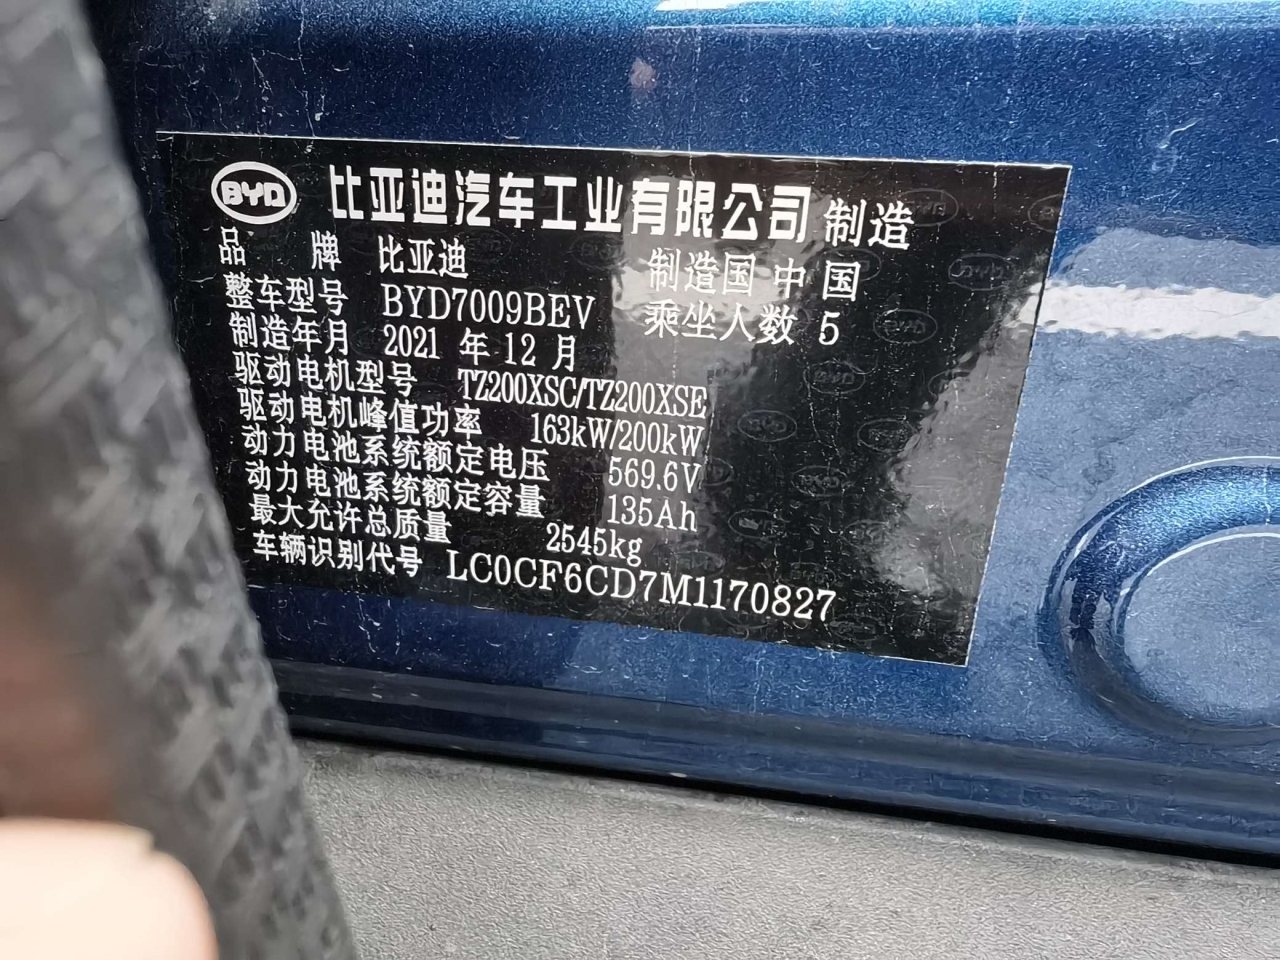 BYD 比亚迪汽车工业有限公司 制造
品 牌 比亚迪 制造国 中国
整车型号 BYD7009BEV 乘坐人数 5
制造年月 2021 年 12 月
驱动电机型号 TZ200XSC/TZ200XSE
驱动电机峰值功率 163kW/200kW
动力电池系统额定电压 569.6V
动力电池系统额定容量 135Ah
最大允许总质量 2545kg
车辆识别代号 LC0CF6CD7M1170827